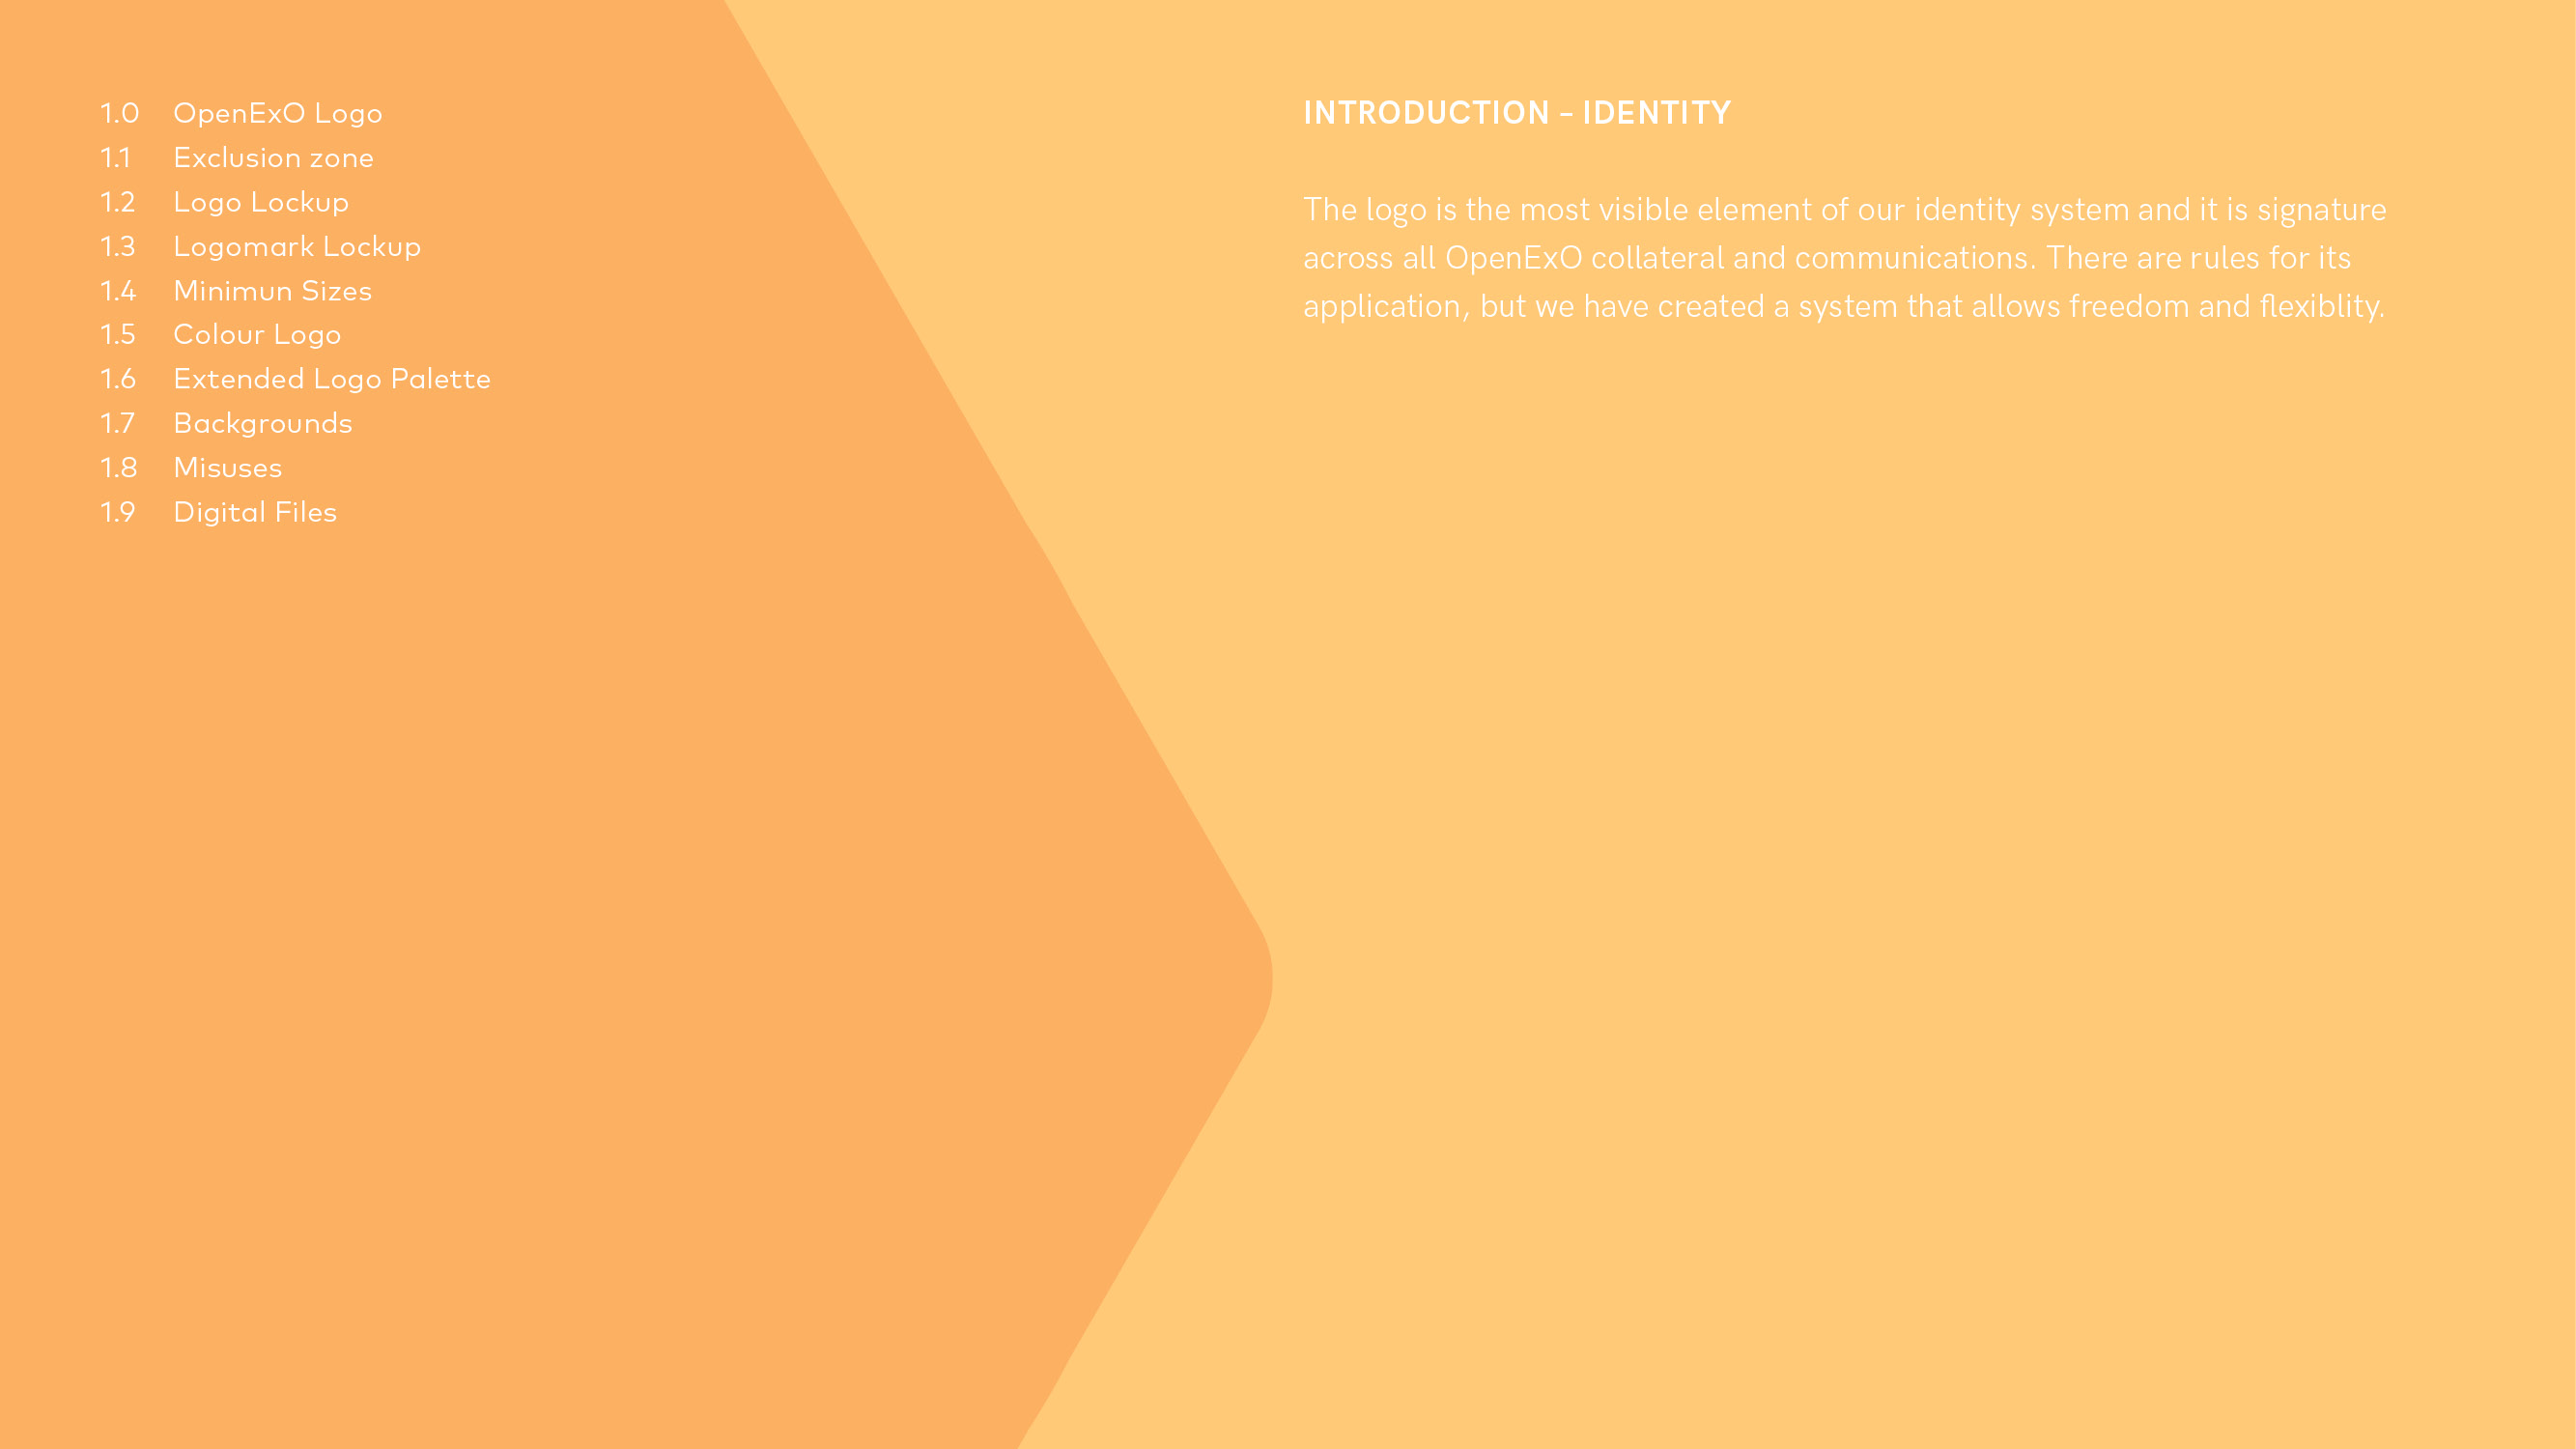 1.0 OpenExO Logo
1.1 Exclusion zone
1.2 Logo Lockup
1.3 Logomark Lockup
1.4 Minimun Sizes
1.5 Colour Logo
1.6 Extended Logo Palette
1.7 Backgrounds
1.8 Misuses
1.9 Digital Files
INTRODUCTION – IDENTITY
The logo is the most visible element of our identity system and it is signature
across all OpenExO collateral and communications. There are rules for its
application, but we have created a system that allows freedom and flexiblity.